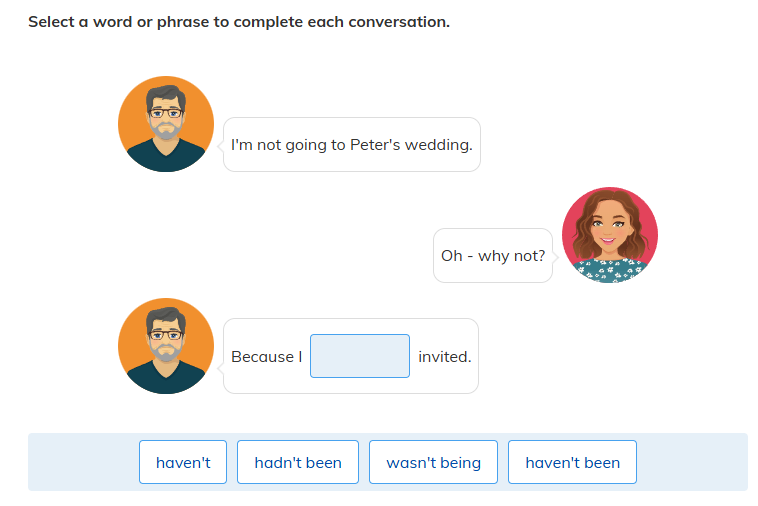 Select a word or phrase to complete each conversation.
I'm not going to Peter's wedding.
Oh - why not?
Because I invited.
haven't hadn't been wasn't being haven't been